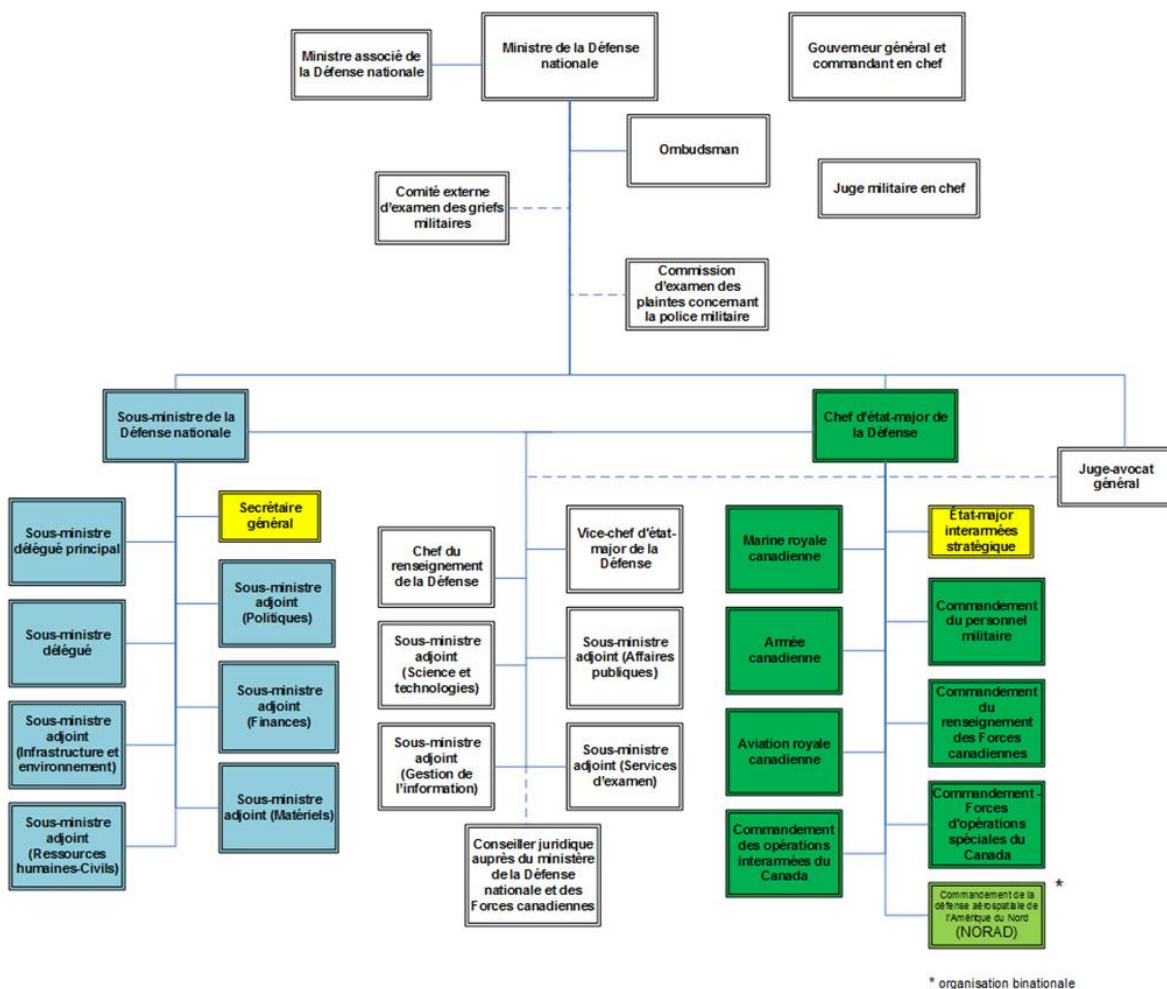 Ministre associé de
la Défense nationale
Ministre de la Défense
nationale
Gouverneur général et
commandant en chef
Ombudsman
Juge militaire en chef
Comité externe
d'examen des griefs
militaires
Commission
d'examen des
plaintes concernant
la police militaire
Sous-ministre de la
Défense nationale
Chef d'état-major de
la Défense
Juge-avocat
général
Sous-ministre
délégué principal
Secrétaire
général
Sous-ministre
adjoint
(Politiques)
Sous-ministre
délégué
Sous-ministre
adjoint
(Finances)
Sous-ministre
adjoint
(Infrastructure et
environnement)
Sous-ministre
adjoint (Matériels)
Sous-ministre
adjoint
(Ressources
humaines-Civils)
Chef du
renseignement
de la Défense
Vice-chef d'état-
major de la
Défense
Sous-ministre
adjoint
(Science et
technologies)
Sous-ministre
adjoint (Affaires
publiques)
Sous-ministre
adjoint
(Gestion de
l'information)
Sous-ministre
adjoint (Services
d'examen)
Conseiller juridique
auprès du ministère
de la Défense
nationale et des
Forces canadiennes
Marine royale
canadienne
État-major
interarmées
stratégique
Armée
canadienne
Commandement
du personnel
militaire
Aviation royale
canadienne
Commandement
du
renseignement
des Forces
canadiennes
Commandement
des opérations
interarmées du
Canada
Commandement -
Forces
d'opérations
spéciales du
Canada
Commandement de la
défense aérospatiale de
l'Amérique du Nord
(NORAD)
*
* organisation binationale